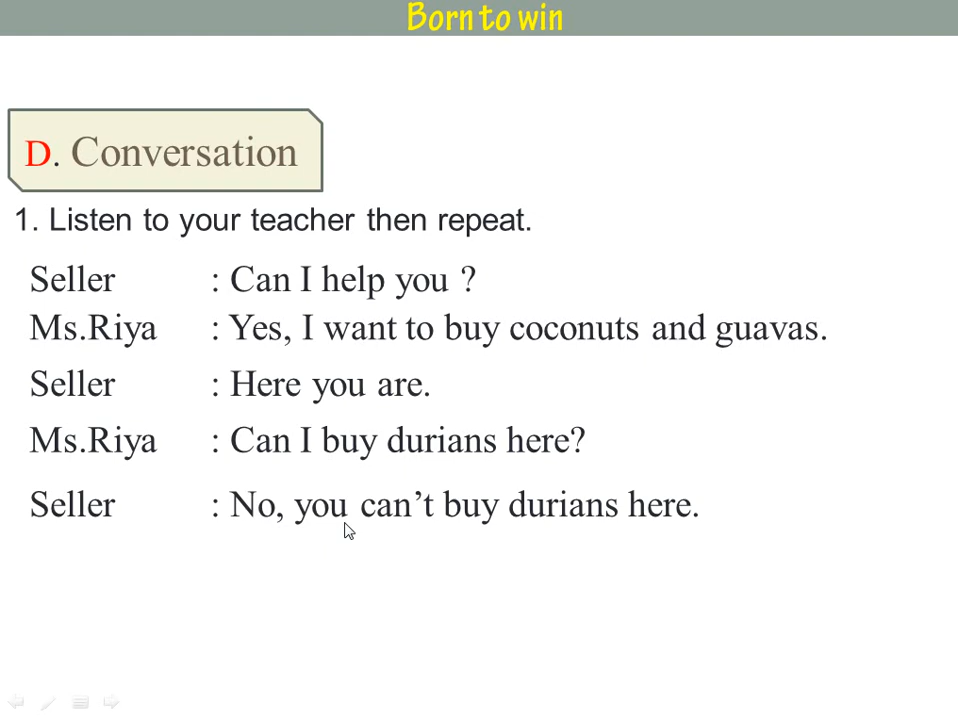 Born to win
D. Conversation
1. Listen to your teacher then repeat.
Seller : Can I help you ?
Ms.Riya : Yes, I want to buy coconuts and guavas.
Seller : Here you are.
Ms.Riya : Can I buy durians here?
Seller : No, you can’t buy durians here.